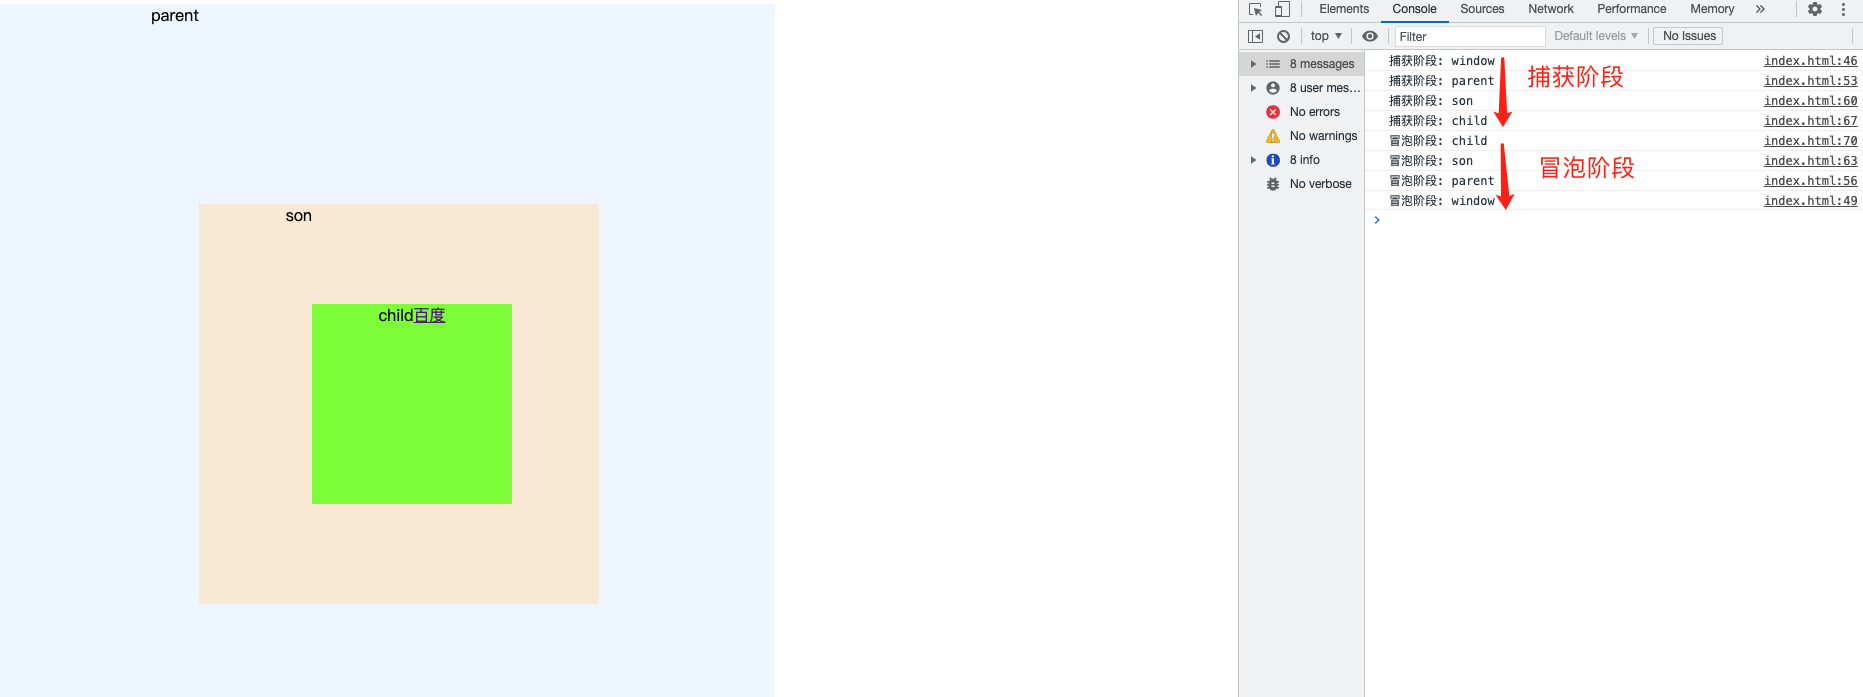 parent
son
child百度
Elements Console Sources Network Performance Memory
top Filter Default levels No Issues
8 messages
8 user mes...
No errors
No warnings
8 info
No verbose
捕获阶段: window index.html:46
捕获阶段: parent index.html:53
捕获阶段: son index.html:60
捕获阶段: child index.html:67
冒泡阶段: child index.html:70
冒泡阶段: son index.html:63
冒泡阶段: parent index.html:56
冒泡阶段: window index.html:49
捕获阶段
冒泡阶段